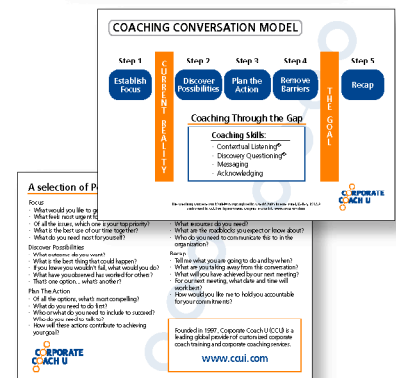 COACHING CONVERSATION MODEL
Step 1
Step 2
Step 3
Step 4
Step 5
Establish
Focus
CURRENT REALITY
Discover
Possibilities
Plan the
Action
Remove
Barriers
THE GOAL
Recap
Coaching Through the Gap
Coaching Skills:
· Contextual Listening
· Discovery Questioning
· Messaging
· Acknowledging
CORPORATE
COACH U
A selection of
Focus
· What would you like to
· What feels most urgent
· Of all the issues, which one is your top priority?
· What is the best use of our time together?
· What do you need most for yourself?
Discover Possibilities
· What outcome do you want?
· What is the best thing that could happen?
· If you knew you wouldn't fail, what would you do?
· What have you observed has worked for others?
· That's one option... what's another?
Plan The Action
· Of all the options, what's most compelling?
· What do you need to do first?
· Who or what do you need to include to succeed?
· Who do you need to talk to?
· How will these actions contribute to achieving
your goal?
· What resources do you need?
· What are the roadblocks you expect or know about?
· Who do you need to communicate this to in the
organization?
Recap
· Tell me what you are going to do and by when?
· What are you taking away from this conversation?
· What will you have achieved by our next meeting?
· For our next meeting, what date and time will
work best?
· How would you like me to hold you accountable
for your commitments?
CORPORATE
COACH U
Founded in 1997, Corporate Coach U (CCU) is a
leading global provider of customized corporate
coach training and corporate coaching services.
www.ccui.com